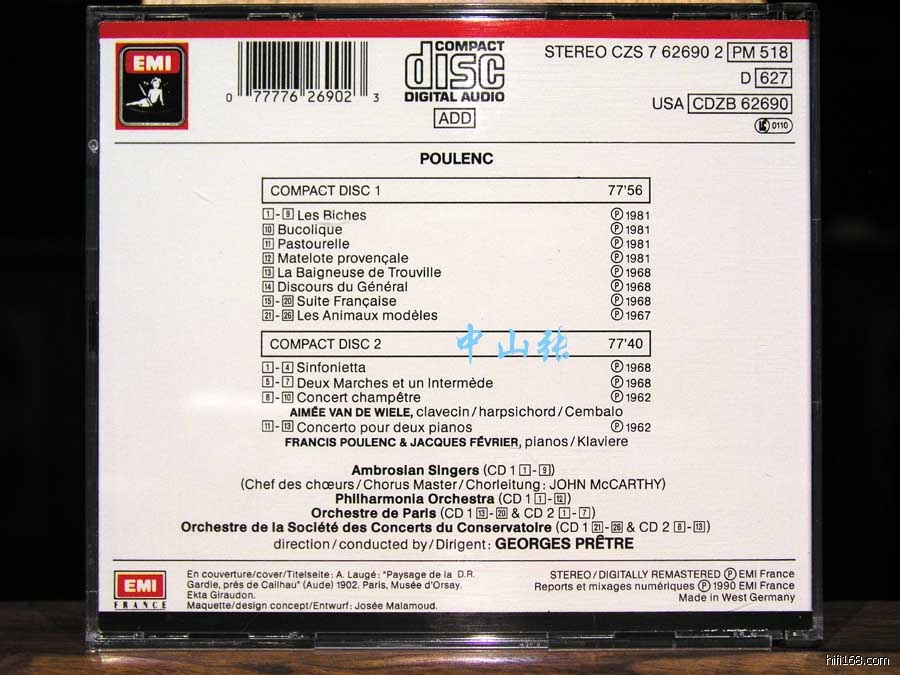 EMI
0 77776 26902 3
COMPACT
disc
DIGITAL AUDIO
ADD
STEREO CZS 7 62690 2 PM 518
D 627
USA CDZB 62690
LC 0110
POULENC
COMPACT DISC 1 77'56
1 - 9 Les Biches ℗ 1981
10 Bucolique ℗ 1981
11 Pastourelle ℗ 1981
12 Matelote provençale ℗ 1981
13 La Baigneuse de Trouville ℗ 1968
14 Discours du Général ℗ 1968
15 - 20 Suite Française ℗ 1968
21 - 26 Les Animaux modèles ℗ 1967
中山張
COMPACT DISC 2 77'40
1 - 4 Sinfonietta ℗ 1968
5 - 7 Deux Marches et un Intermède ℗ 1968
8 - 10 Concert champêtre ℗ 1962
AIMÉE VAN DE WIELE, clavecin / harpsichord / Cembalo
11 - 13 Concerto pour deux pianos ℗ 1962
FRANCIS POULENC & JACQUES FÉVRIER, pianos / Klaviere
Ambrosian Singers (CD 1 1 - 9)
(Chef des chœurs / Chorus Master / Chorleitung : JOHN McCARTHY)
Philharmonia Orchestra (CD 1 1 - 12)
Orchestre de Paris (CD 1 13 - 20 & CD 2 1 - 7)
Orchestre de la Société des Concerts du Conservatoire (CD 1 21 - 26 & CD 2 8 - 13)
direction / conducted by / Dirigent : GEORGES PRÊTRE
EMI
FRANCE
En couverture/cover/Titelseite : A. Laugé : "Paysage de la D.R.
Gardie, près de Cailhau" (Aude) 1902. Paris, Musée d'Orsay.
Ekta Giraudon.
Maquette/design concept/Entwurf : Josée Malamoud.
STEREO / DIGITALLY REMASTERED ℗ EMI France
Reports et mixages numériques ℗ 1990 EMI France
Made in West Germany
hifi168.com